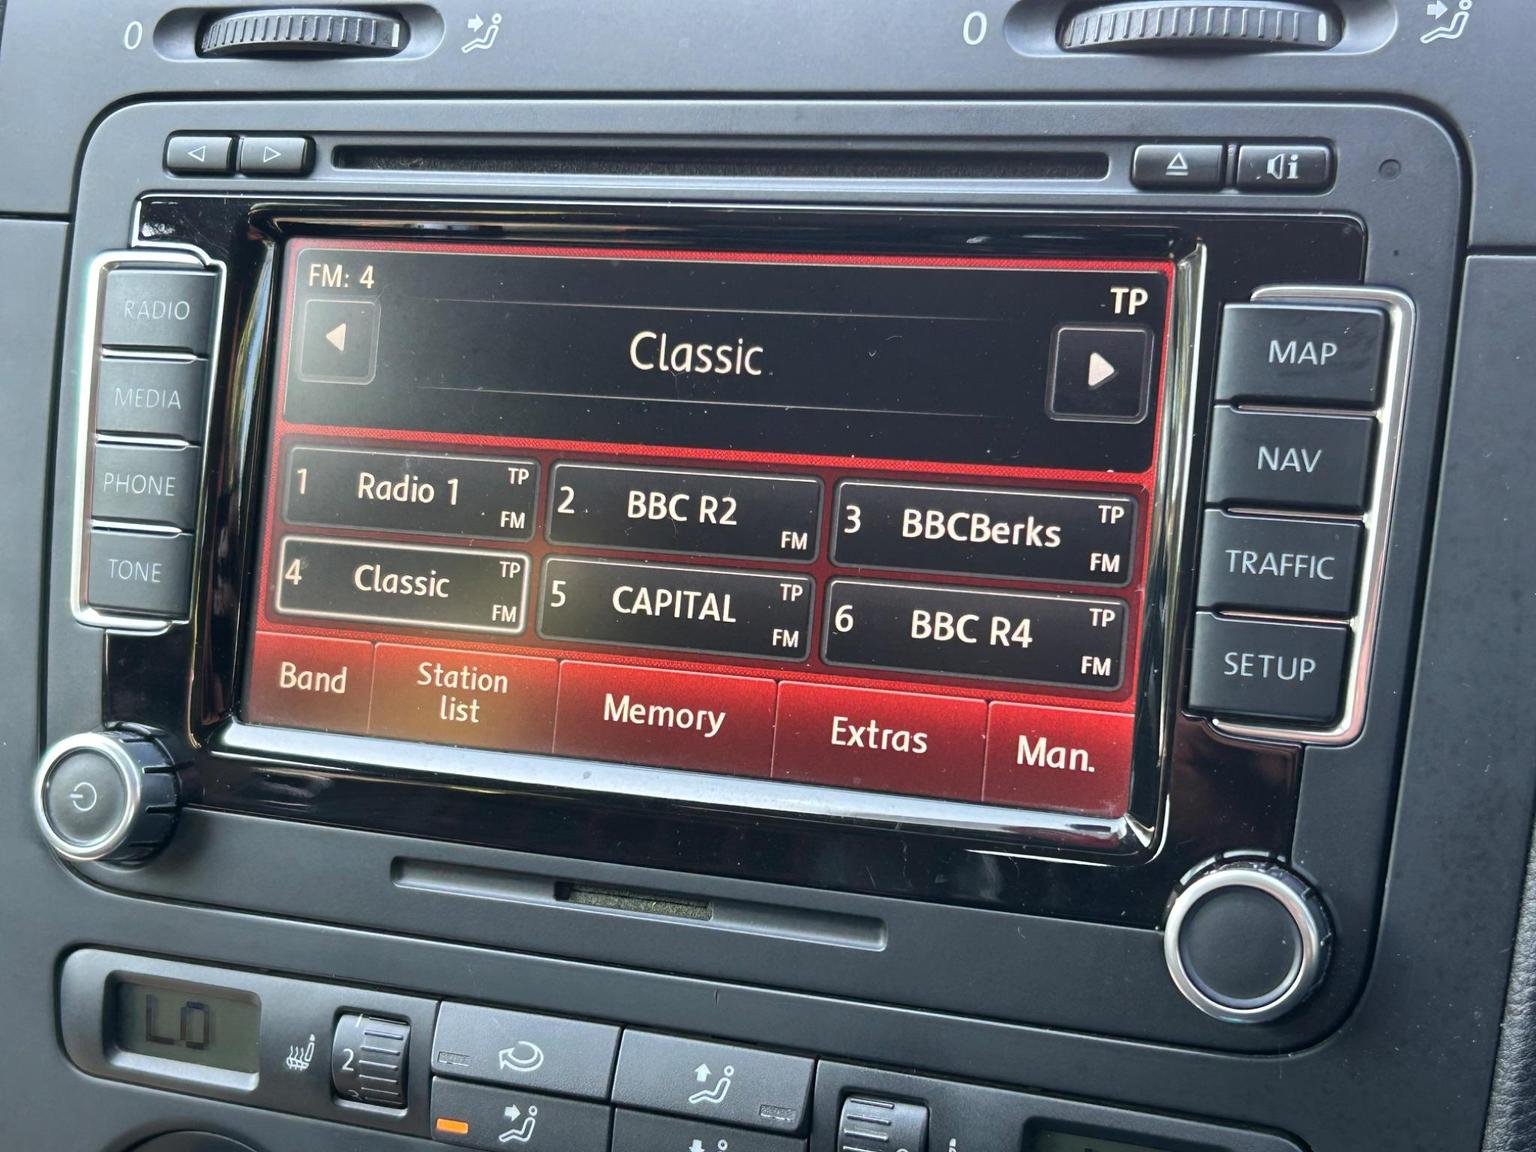 0
0
RADIO
MEDIA
PHONE
TONE
FM: 4
TP
Classic
1 Radio 1 TP FM
2 BBC R2 FM
3 BBCBerks TP FM
4 Classic TP FM
5 CAPITAL TP FM
6 BBC R4 TP FM
Band
Station
list
Memory
Extras
Man.
MAP
NAV
TRAFFIC
SETUP
LO
2